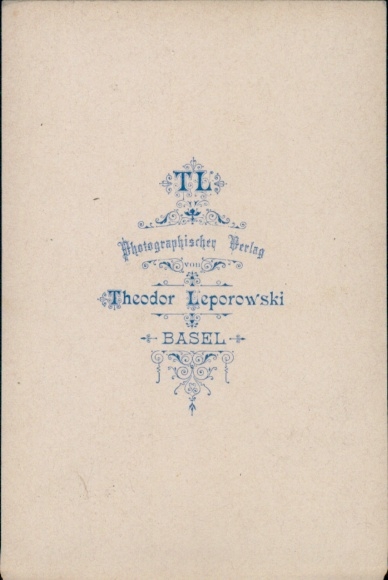 TL
Photographischer Verlag
von
Theodor Leporowski
BASEL